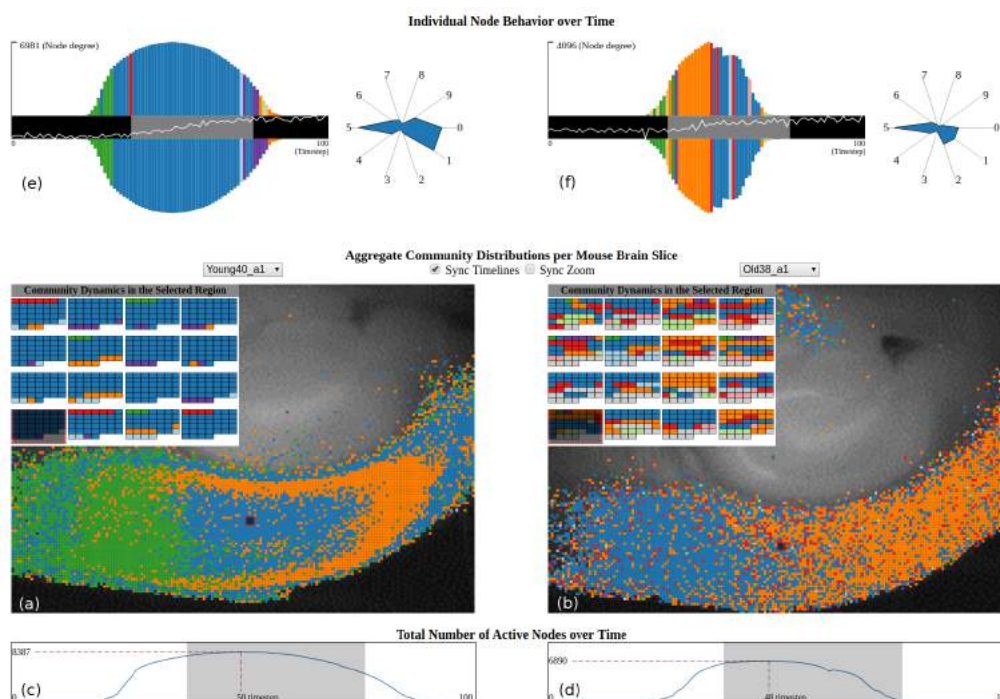 Individual Node Behavior over Time
6981 (Node degree)
4096 (Node degree)
0 100
(Timestep)
0 100
(Timestep)
7 8
6 9
5 0
4 1
3 2
7 8
6 9
5 0
4 1
3 2
(e)
(f)
Aggregate Community Distributions per Mouse Brain Slice
Young40_a1
Sync Timelines Sync Zoom
Old38_a1
Community Dynamics in the Selected Region
Community Dynamics in the Selected Region
(a)
(b)
Total Number of Active Nodes over Time
8387
6890
(c)
50 timestep
100
(d)
48 timestep